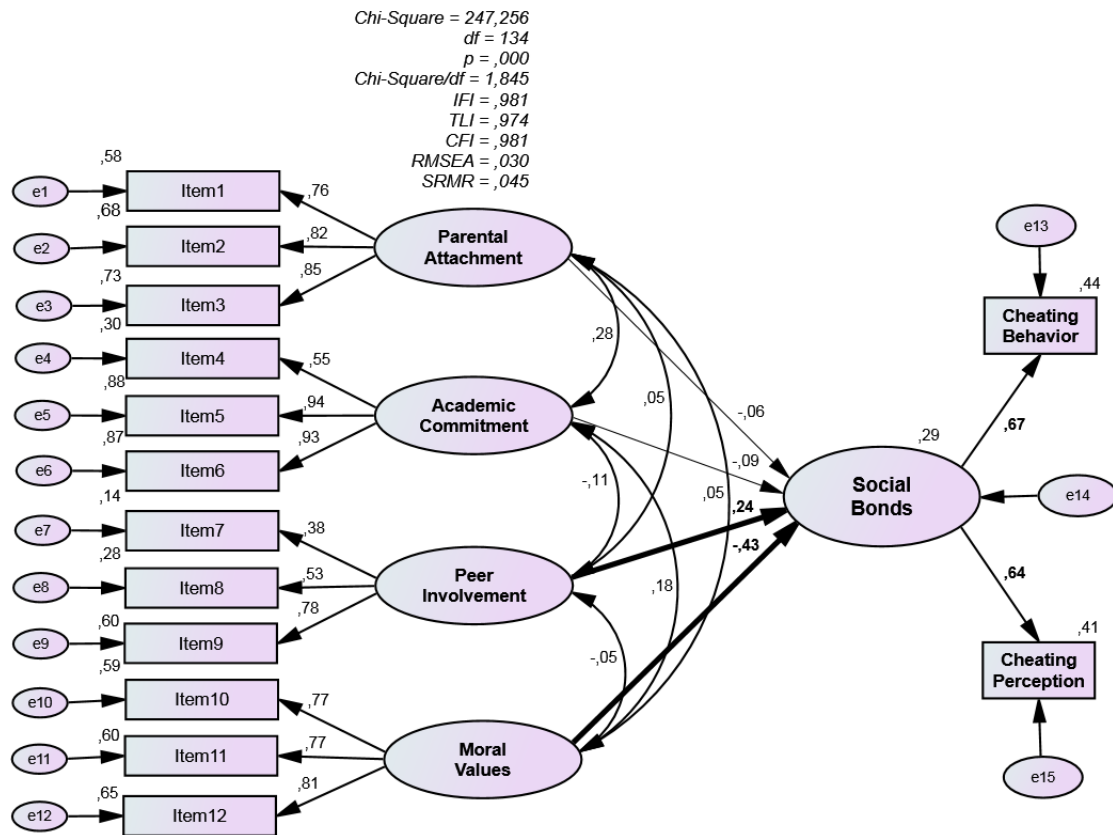 Chi-Square = 247,256
df = 134
p = ,000
Chi-Square/df = 1,845
IFI = ,981
TLI = ,974
CFI = ,981
RMSEA = ,030
SRMR = ,045
,58
e1
Item1
,76
,68
e2
Item2
,82
,73
e3
Item3
,85
,30
e4
Item4
,55
,88
e5
Item5
,94
,87
e6
Item6
,93
,14
e7
Item7
,38
,28
e8
Item8
,53
,60
e9
Item9
,78
,59
e10
Item10
,77
,60
e11
Item11
,77
,65
e12
Item12
,81
Parental
Attachment
Academic
Commitment
Peer
Involvement
Moral
Values
,28
,05
-,11
,05
,18
-,05
-,06
-,09
,24
-,43
,29
Social
Bonds
e14
,67
,64
e13
,44
Cheating
Behavior
,41
Cheating
Perception
e15